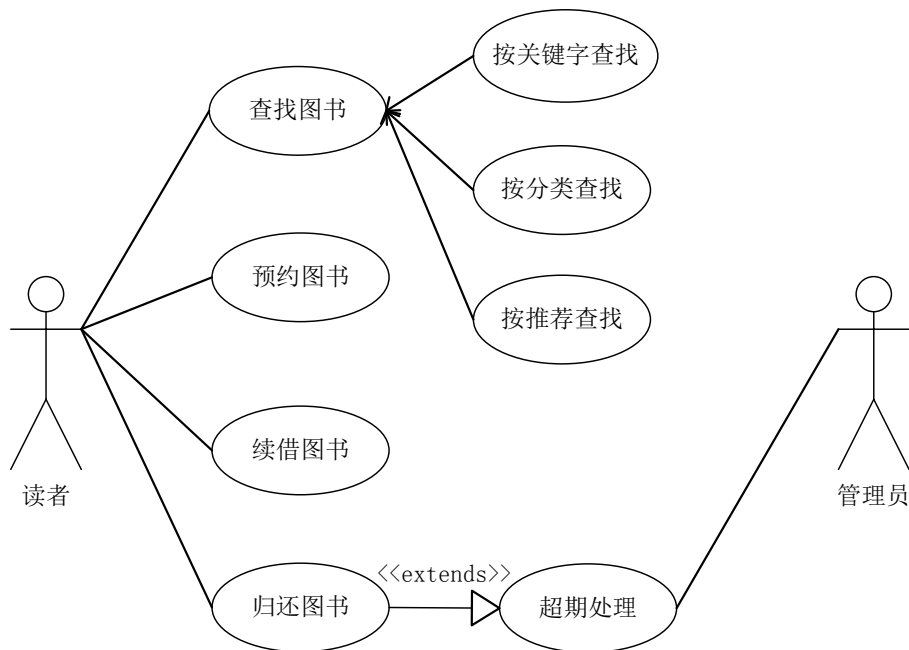 按关键字查找
查找图书
按分类查找
预约图书
按推荐查找
续借图书
读者
管理员
<<extends>>
归还图书
超期处理